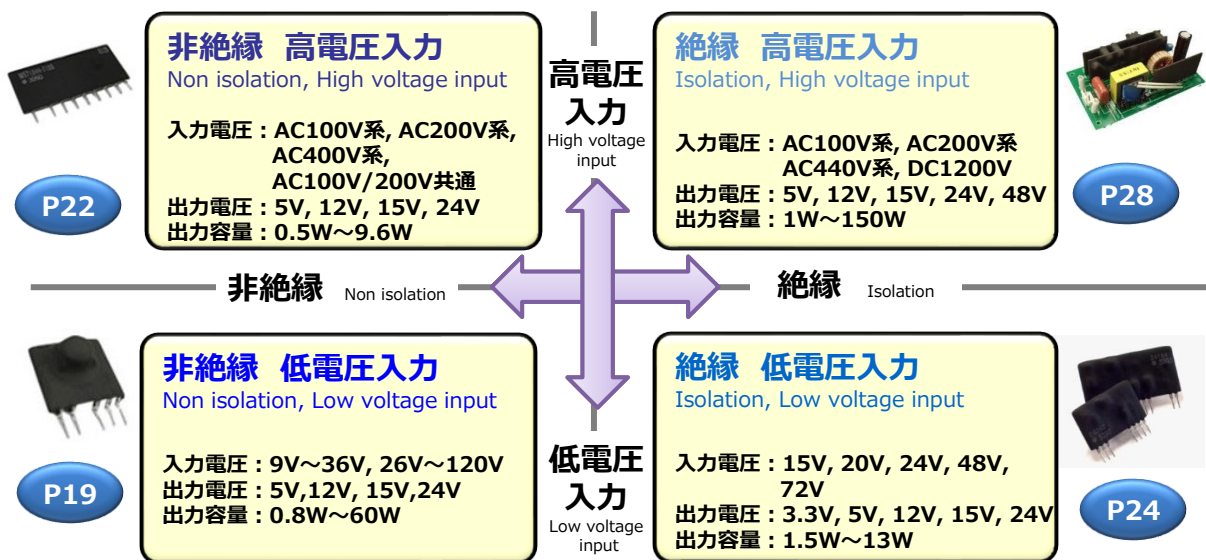 非絶縁 高電圧入力
Non isolation, High voltage input
入力電圧：AC100V系, AC200V系,
AC400V系,
AC100V/200V共通
出力電圧：5V, 12V, 15V, 24V
出力容量：0.5W～9.6W
P22
高電圧
入力
High voltage
input
絶縁 高電圧入力
Isolation, High voltage input
入力電圧：AC100V系, AC200V系
AC440V系, DC1200V
出力電圧：5V, 12V, 15V, 24V, 48V
出力容量：1W～150W
P28
非絶縁 Non isolation
絶縁 Isolation
非絶縁 低電圧入力
Non isolation, Low voltage input
入力電圧：9V～36V, 26V～120V
出力電圧：5V,12V, 15V,24V
出力容量：0.8W～60W
P19
低電圧
入力
Low voltage
input
絶縁 低電圧入力
Isolation, Low voltage input
入力電圧：15V, 20V, 24V, 48V,
72V
出力電圧：3.3V, 5V, 12V, 15V, 24V
出力容量：1.5W～13W
P24